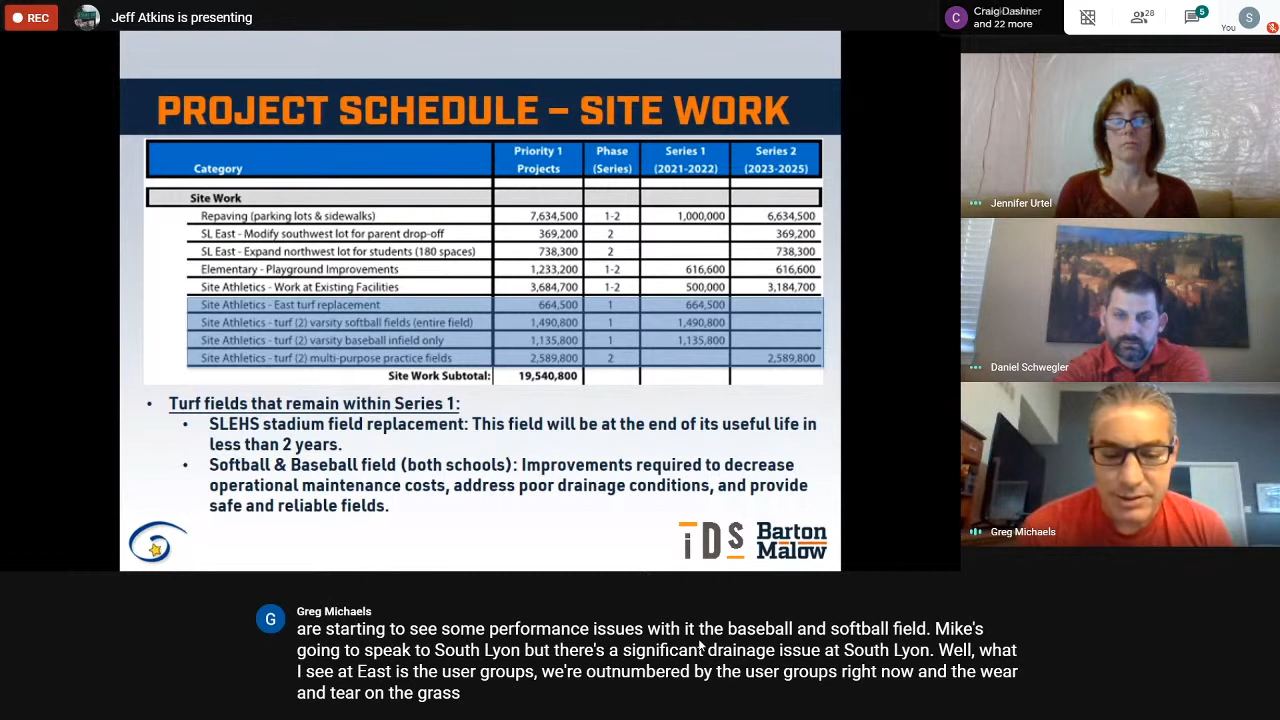 REC
Jeff Atkins is presenting
C
Craig Dashner
and 22 more
28
5
You
S
PROJECT SCHEDULE – SITE WORK
Category Priority 1 Projects Phase (Series) Series 1 (2021-2022) Series 2 (2023-2025)
Site Work
Repaving (parking lots & sidewalks) 7,634,500 1-2 1,000,000 6,634,500
SL East - Modify southwest lot for parent drop-off 369,200 2 369,200
SL East - Expand northwest lot for students (180 spaces) 738,300 2 738,300
Elementary - Playground Improvements 1,233,200 1-2 616,600 616,600
Site Athletics - Work at Existing Facilities 3,684,700 1-2 500,000 3,184,700
Site Athletics - East turf replacement 664,500 1 664,500
Site Athletics - turf (2) varsity softball fields (entire field) 1,490,800 1 1,490,800
Site Athletics - turf (2) varsity baseball infield only 1,135,800 1 1,135,800
Site Athletics - turf (2) multi-purpose practice fields 2,589,800 2 2,589,800
Site Work Subtotal: 19,540,800
• Turf fields that remain within Series 1:
• SLEHS stadium field replacement: This field will be at the end of its useful life in
less than 2 years.
• Softball & Baseball field (both schools): Improvements required to decrease
operational maintenance costs, address poor drainage conditions, and provide
safe and reliable fields.
iDS
Barton
Malow
Jennifer Urtel
Daniel Schwegler
Greg Michaels
G
Greg Michaels
are starting to see some performance issues with it the baseball and softball field. Mike's
going to speak to South Lyon but there's a significant drainage issue at South Lyon. Well, what
I see at East is the user groups, we're outnumbered by the user groups right now and the wear
and tear on the grass